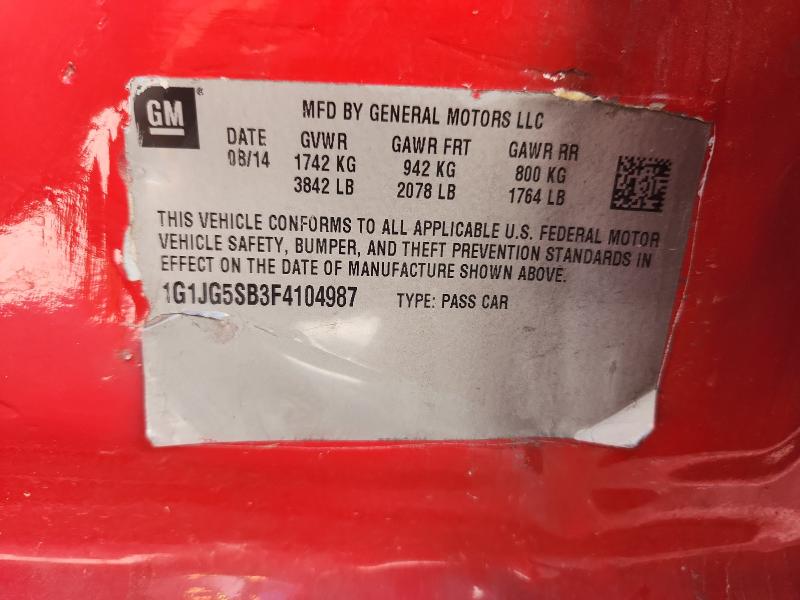 GM ®
MFD BY GENERAL MOTORS LLC
DATE GVWR GAWR FRT GAWR RR
08/14 1742 KG 942 KG 800 KG
3842 LB 2078 LB 1764 LB
THIS VEHICLE CONFORMS TO ALL APPLICABLE U.S. FEDERAL MOTOR
VEHICLE SAFETY, BUMPER, AND THEFT PREVENTION STANDARDS IN
EFFECT ON THE DATE OF MANUFACTURE SHOWN ABOVE.
1G1JG5SB3F4104987 TYPE: PASS CAR